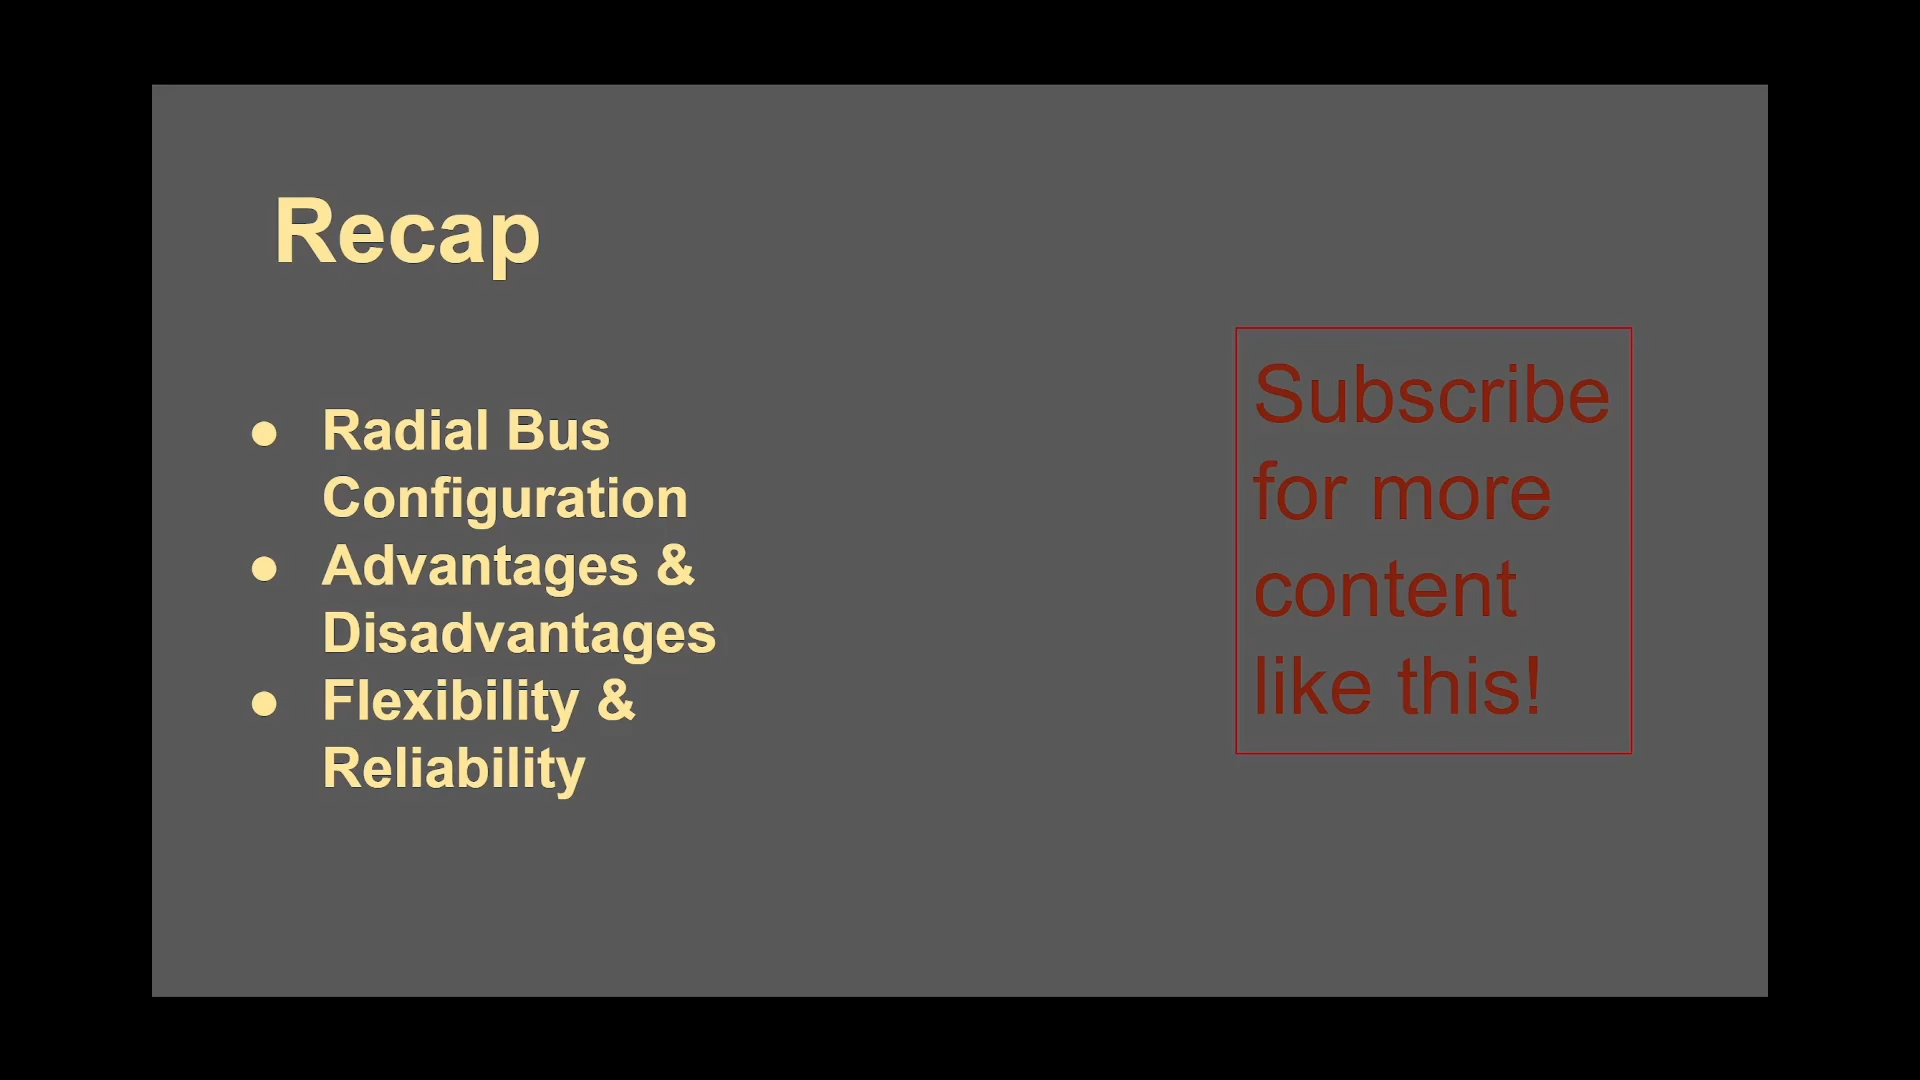 Recap
● Radial Bus
Configuration
● Advantages &
Disadvantages
● Flexibility &
Reliability
Subscribe
for more
content
like this!